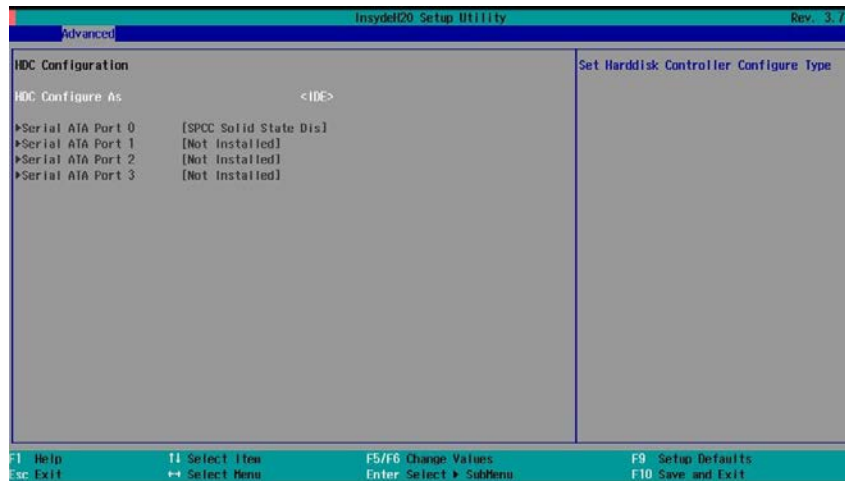 InsydeH20 Setup Utility Rev. 3.7
Advanced
HDC Configuration
Set Harddisk Controller Configure Type
HDC Configure As <IDE>
▶Serial ATA Port 0 [SPCC Solid State Dis]
▶Serial ATA Port 1 [Not Installed]
▶Serial ATA Port 2 [Not Installed]
▶Serial ATA Port 3 [Not Installed]
F1 Help ↑↓ Select Item F5/F6 Change Values F9 Setup Defaults
Esc Exit ↔ Select Menu Enter Select ▶ SubMenu F10 Save and Exit